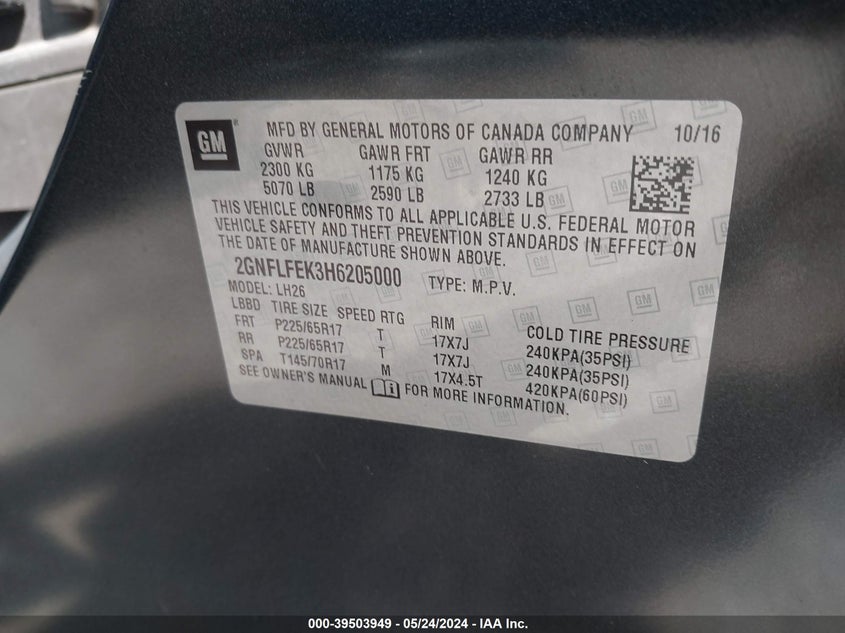 GM
MFD BY GENERAL MOTORS OF CANADA COMPANY 10/16
GVWR GAWR FRT GAWR RR
2300 KG 1175 KG 1240 KG
5070 LB 2590 LB 2733 LB
THIS VEHICLE CONFORMS TO ALL APPLICABLE U.S. FEDERAL MOTOR
VEHICLE SAFETY AND THEFT PREVENTION STANDARDS IN EFFECT ON
THE DATE OF MANUFACTURE SHOWN ABOVE.
2GNFLFEK3H6205000 TYPE: M.P.V.
MODEL: LH26
LBBD TIRE SIZE SPEED RTG RIM COLD TIRE PRESSURE
FRT P225/65R17 T 17X7J 240KPA(35PSI)
RR P225/65R17 T 17X7J 240KPA(35PSI)
SPA T145/70R17 M 17X4.5T 420KPA(60PSI)
SEE OWNER'S MANUAL FOR MORE INFORMATION.
000-39503949 - 05/24/2024 - IAA Inc.